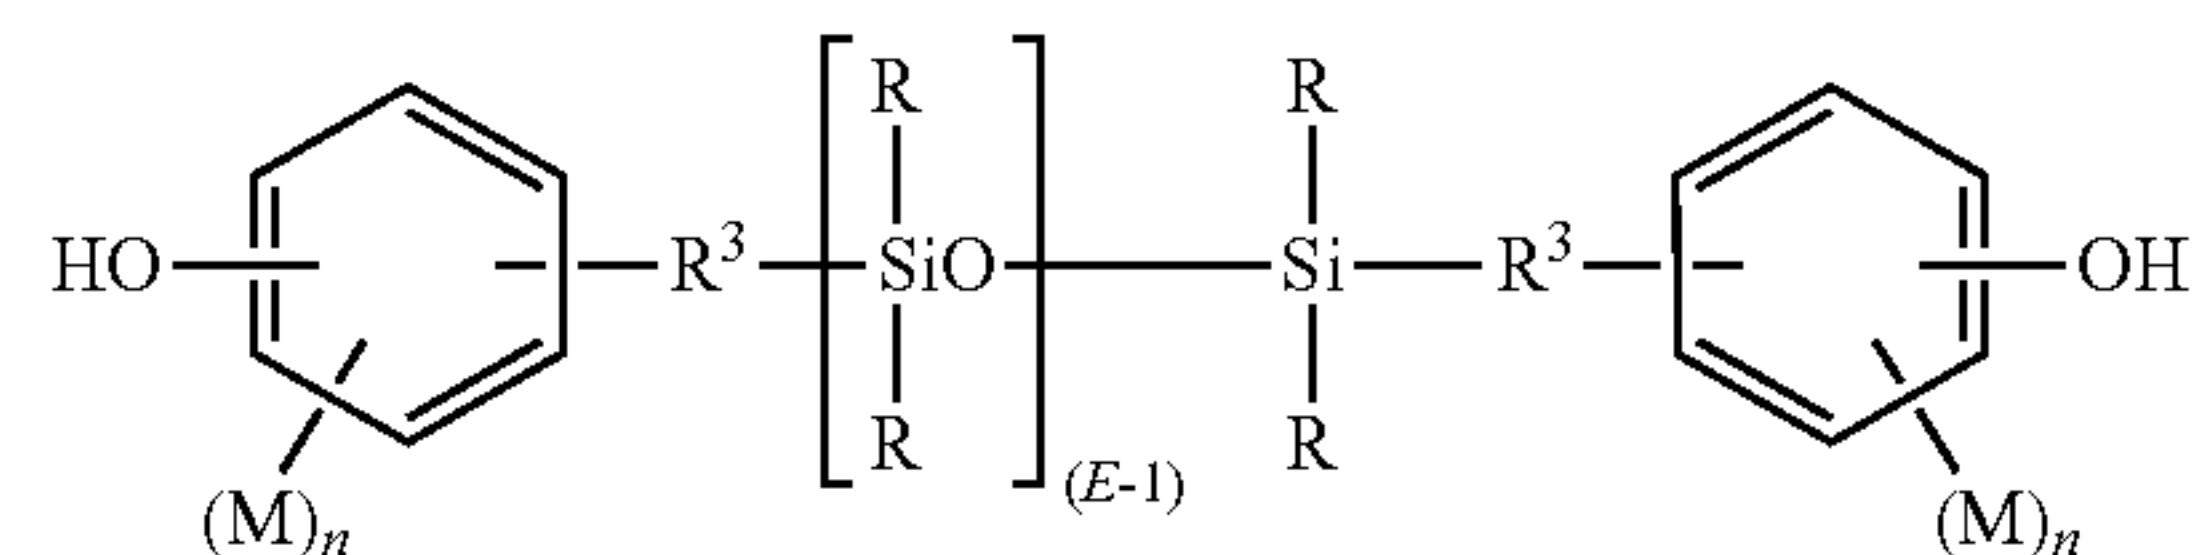 R R
HO R³ SiO Si R³ OH
R R
(E-1)
(M)n (M)n